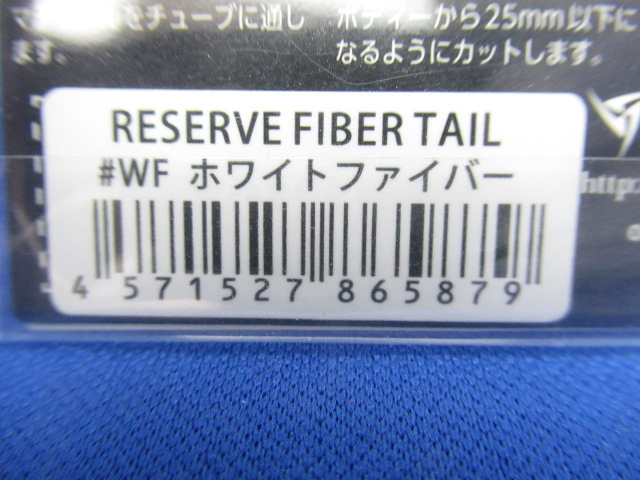 をチューブに通し
ます。
ボディーから25mm以下に
なるようにカットします。
RESERVE FIBER TAIL
#WF ホワイトファイバー
4 571527 865879
http: